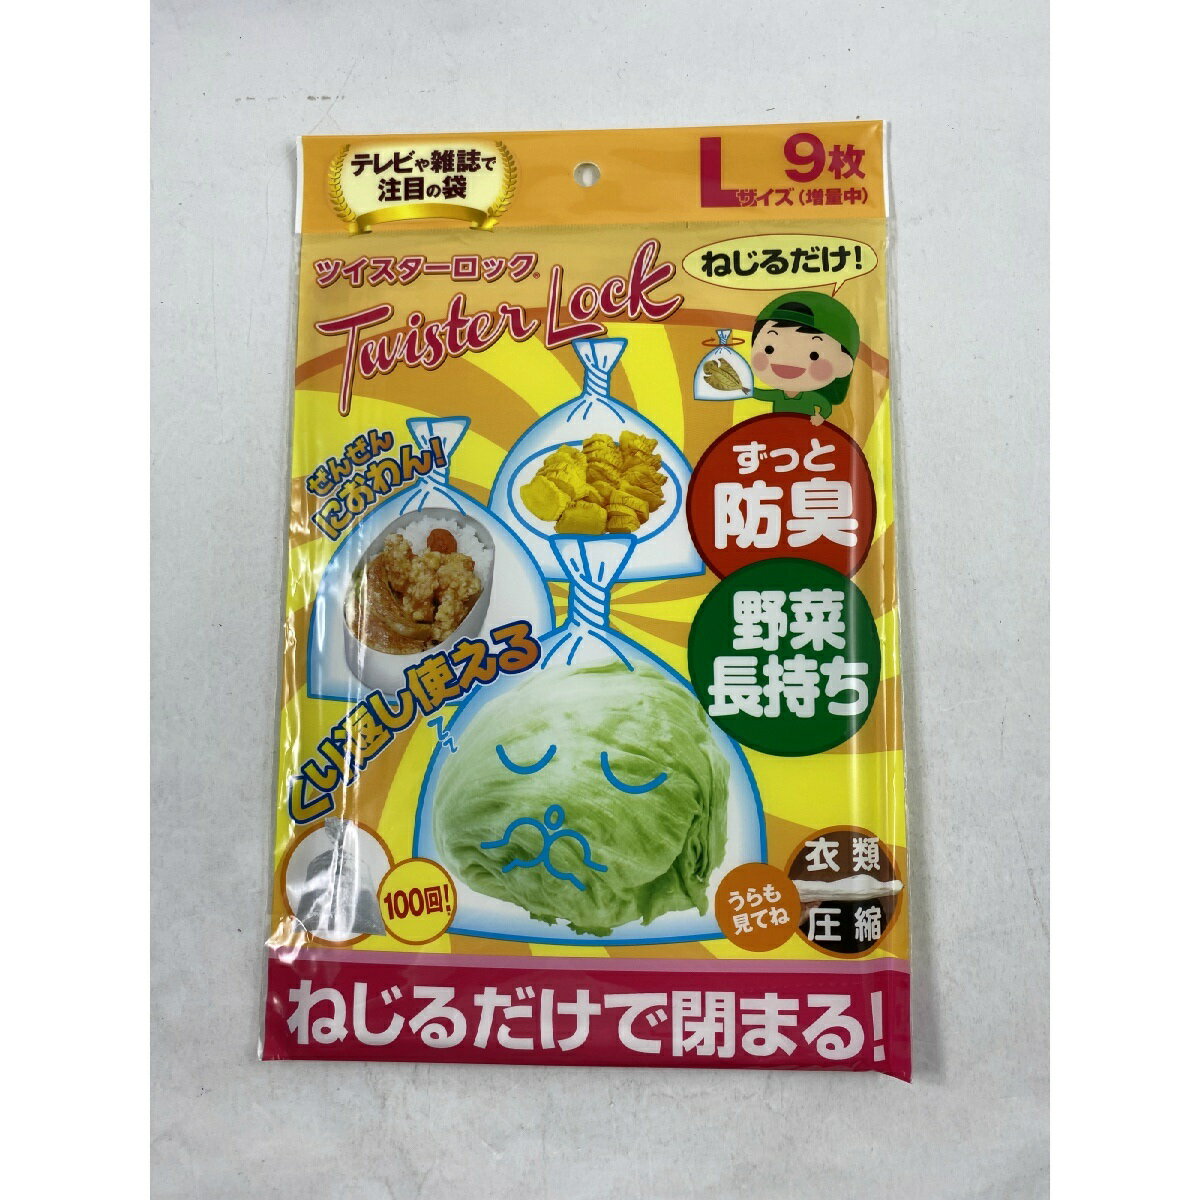 テレビや雑誌で
注目の袋
L
サイズ(増量中)
9枚
ツイスターロック®
Twister Lock
ねじるだけ!
ぜんぜん
におわん!
ずっと
防臭
野菜
長持ち
くり返し使える
100回!
うらも
見てね
衣類
圧縮
ねじるだけで閉まる!